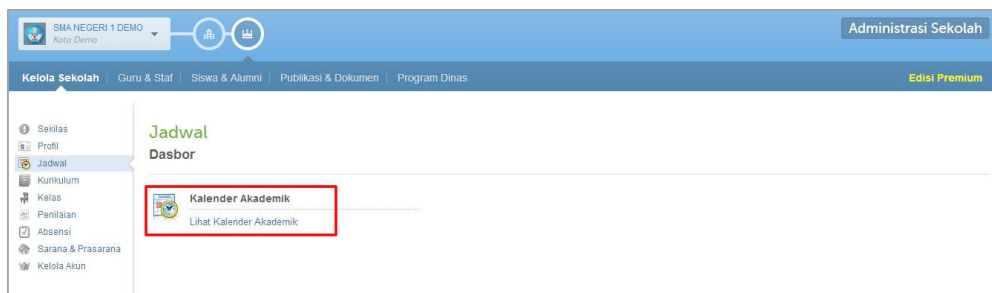 SMA NEGERI 1 DEMO
Kota Demo
Administrasi Sekolah
Kelola Sekolah
Guru & Staf
Siswa & Alumni
Publikasi & Dokumen
Program Dinas
Edisi Premium
Sekilas
Profil
Jadwal
Kurikulum
Kelas
Penilaian
Absensi
Sarana & Prasarana
Kelola Akun
Jadwal
Dasbor
Kalender Akademik
Lihat Kalender Akademik